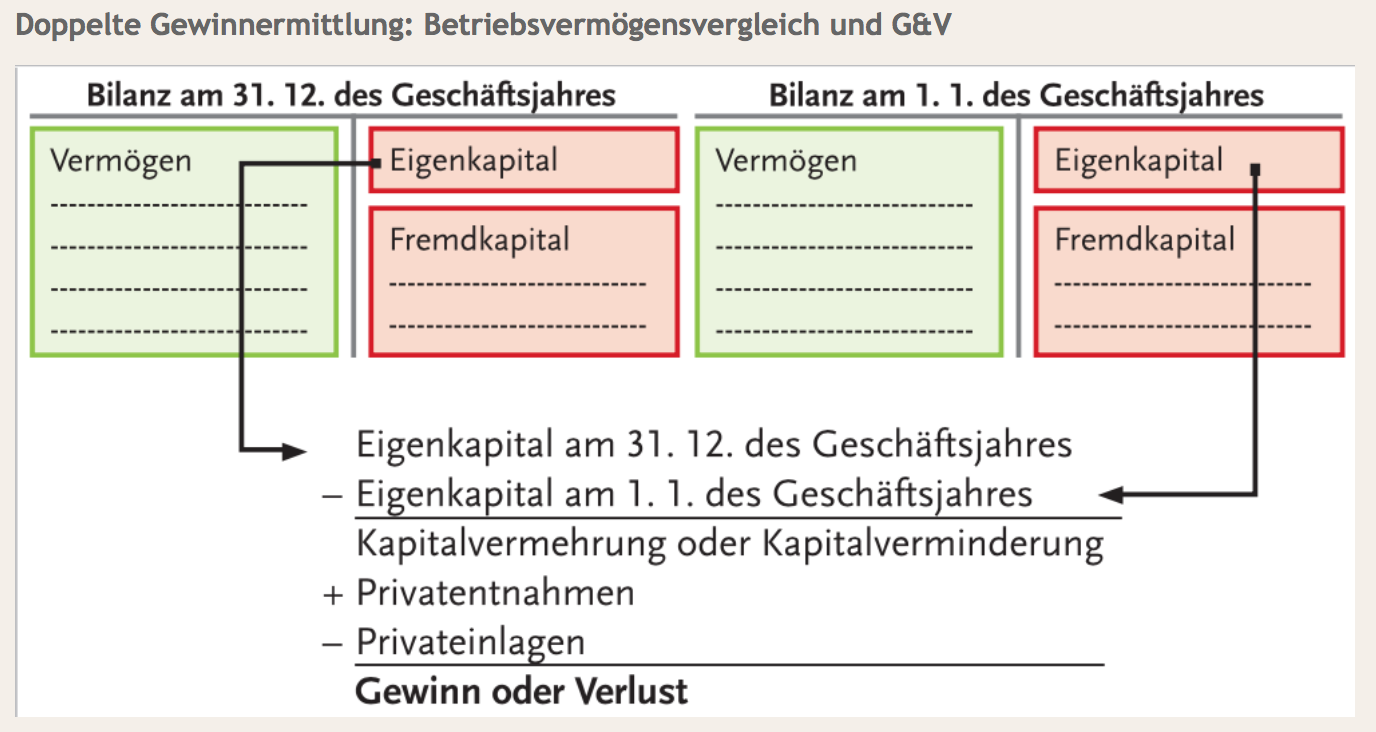 Doppelte Gewinnermittlung: Betriebsvermögensvergleich und G&V
Bilanz am 31. 12. des Geschäftsjahres
Vermögen
Eigenkapital
Fremdkapital
Bilanz am 1. 1. des Geschäftsjahres
Vermögen
Eigenkapital
Fremdkapital
Eigenkapital am 31. 12. des Geschäftsjahres
– Eigenkapital am 1. 1. des Geschäftsjahres
Kapitalvermehrung oder Kapitalverminderung
+ Privatentnahmen
– Privateinlagen
Gewinn oder Verlust